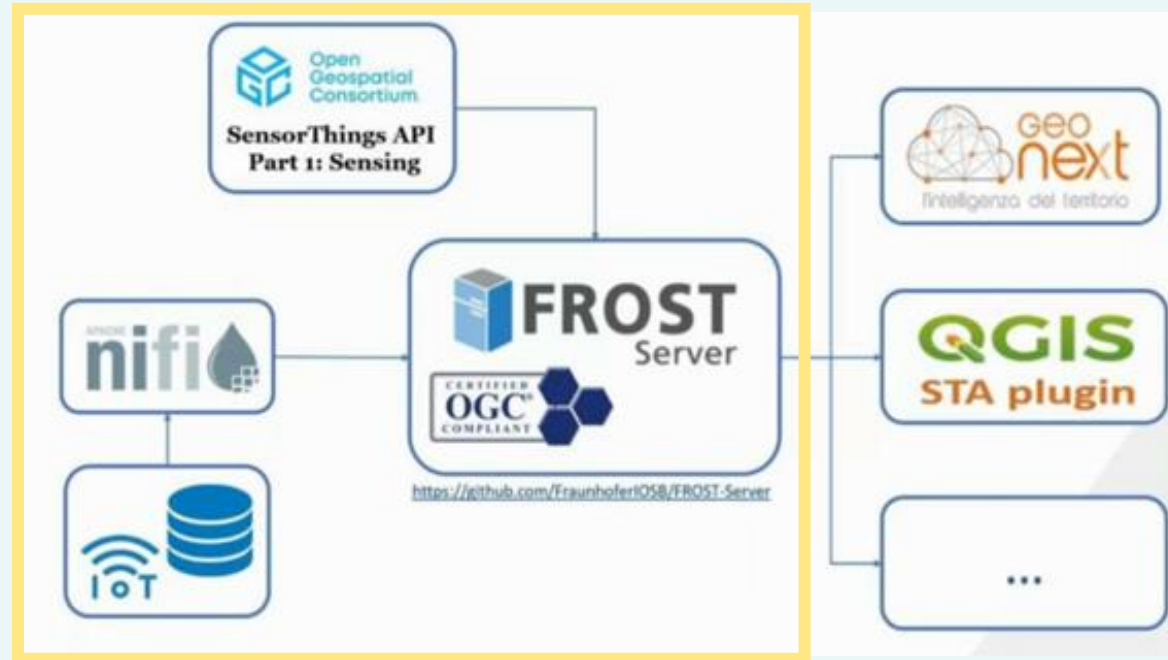 Open
Geospatial
Consortium
SensorThings API
Part 1: Sensing
GEO
next
l'intelligenza del territorio
APACHE
nifi
FROST
Server
CERTIFIED
OGC®
COMPLIANT
QGIS
STA plugin
https://github.com/FraunhoferIOSB/FROST-Server
IoT
...